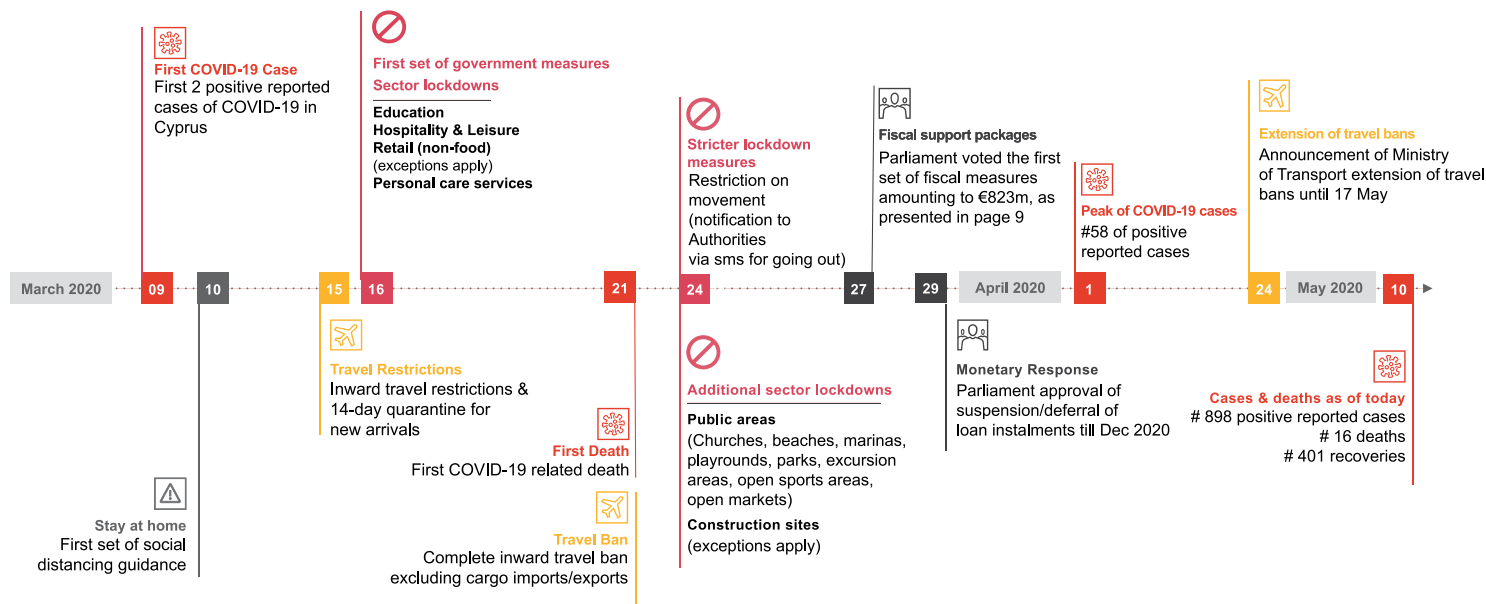 First COVID-19 Case
First 2 positive reported
cases of COVID-19 in
Cyprus
First set of government measures
Sector lockdowns
Education
Hospitality & Leisure
Retail (non-food)
(exceptions apply)
Personal care services
Stricter lockdown
measures
Restriction on
movement
(notification to
Authorities
via sms for going out)
Fiscal support packages
Parliament voted the first
set of fiscal measures
amounting to €823m, as
presented in page 9
Peak of COVID-19 cases
#58 of positive
reported cases
Extension of travel bans
Announcement of Ministry
of Transport extension of travel
bans until 17 May
March 2020
09
10
15
16
21
24
27
29
April 2020
1
24
May 2020
10
Stay at home
First set of social
distancing guidance
Travel Restrictions
Inward travel restrictions &
14-day quarantine for
new arrivals
First Death
First COVID-19 related death
Travel Ban
Complete inward travel ban
excluding cargo imports/exports
Additional sector lockdowns
Public areas
(Churches, beaches, marinas,
playrounds, parks, excursion
areas, open sports areas,
open markets)
Construction sites
(exceptions apply)
Monetary Response
Parliament approval of
suspension/deferral of
loan instalments till Dec 2020
Cases & deaths as of today
# 898 positive reported cases
# 16 deaths
# 401 recoveries